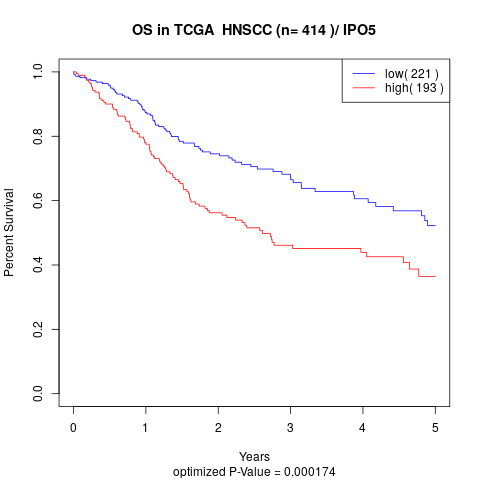 OS in TCGA HNSCC (n= 414 )/ IPO5
low( 221 )
high( 193 )
Percent Survival
1.0
0.8
0.6
0.4
0.2
0.0
0 1 2 3 4 5
Years
optimized P-Value = 0.000174